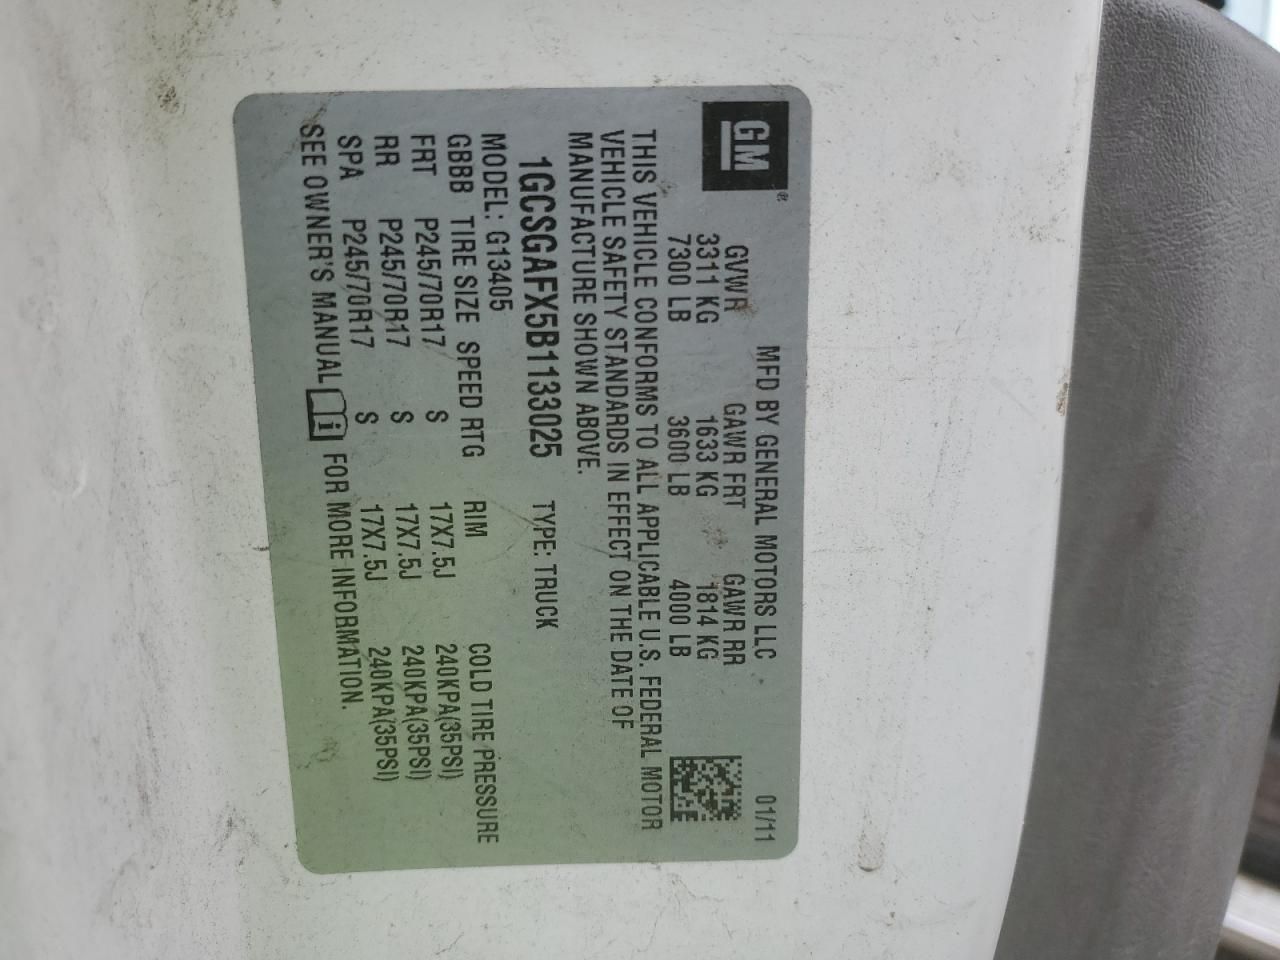 GM®
MFD BY GENERAL MOTORS LLC 01/11
GVWR GAWR FRT GAWR RR
3311 KG 1633 KG 1814 KG
7300 LB 3600 LB 4000 LB
THIS VEHICLE CONFORMS TO ALL APPLICABLE U.S. FEDERAL MOTOR
VEHICLE SAFETY STANDARDS IN EFFECT ON THE DATE OF
MANUFACTURE SHOWN ABOVE.
1GCSGAFX5B1133025 TYPE: TRUCK
MODEL: G13405
GBBB TIRE SIZE SPEED RTG RIM COLD TIRE PRESSURE
FRT P245/70R17 S 17X7.5J 240KPA(35PSI)
RR P245/70R17 S 17X7.5J 240KPA(35PSI)
SPA P245/70R17 S 17X7.5J 240KPA(35PSI)
SEE OWNER'S MANUAL i FOR MORE INFORMATION.